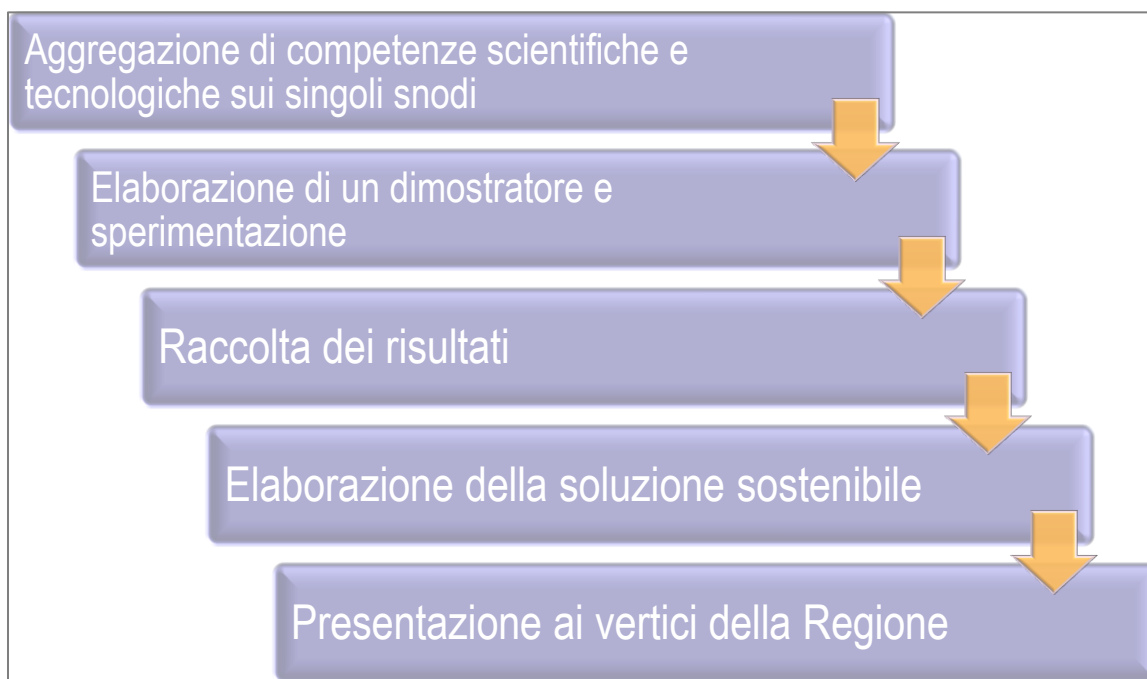 Aggregazione di competenze scientifiche e
tecnologiche sui singoli snodi
Elaborazione di un dimostratore e
sperimentazione
Raccolta dei risultati
Elaborazione della soluzione sostenibile
Presentazione ai vertici della Regione